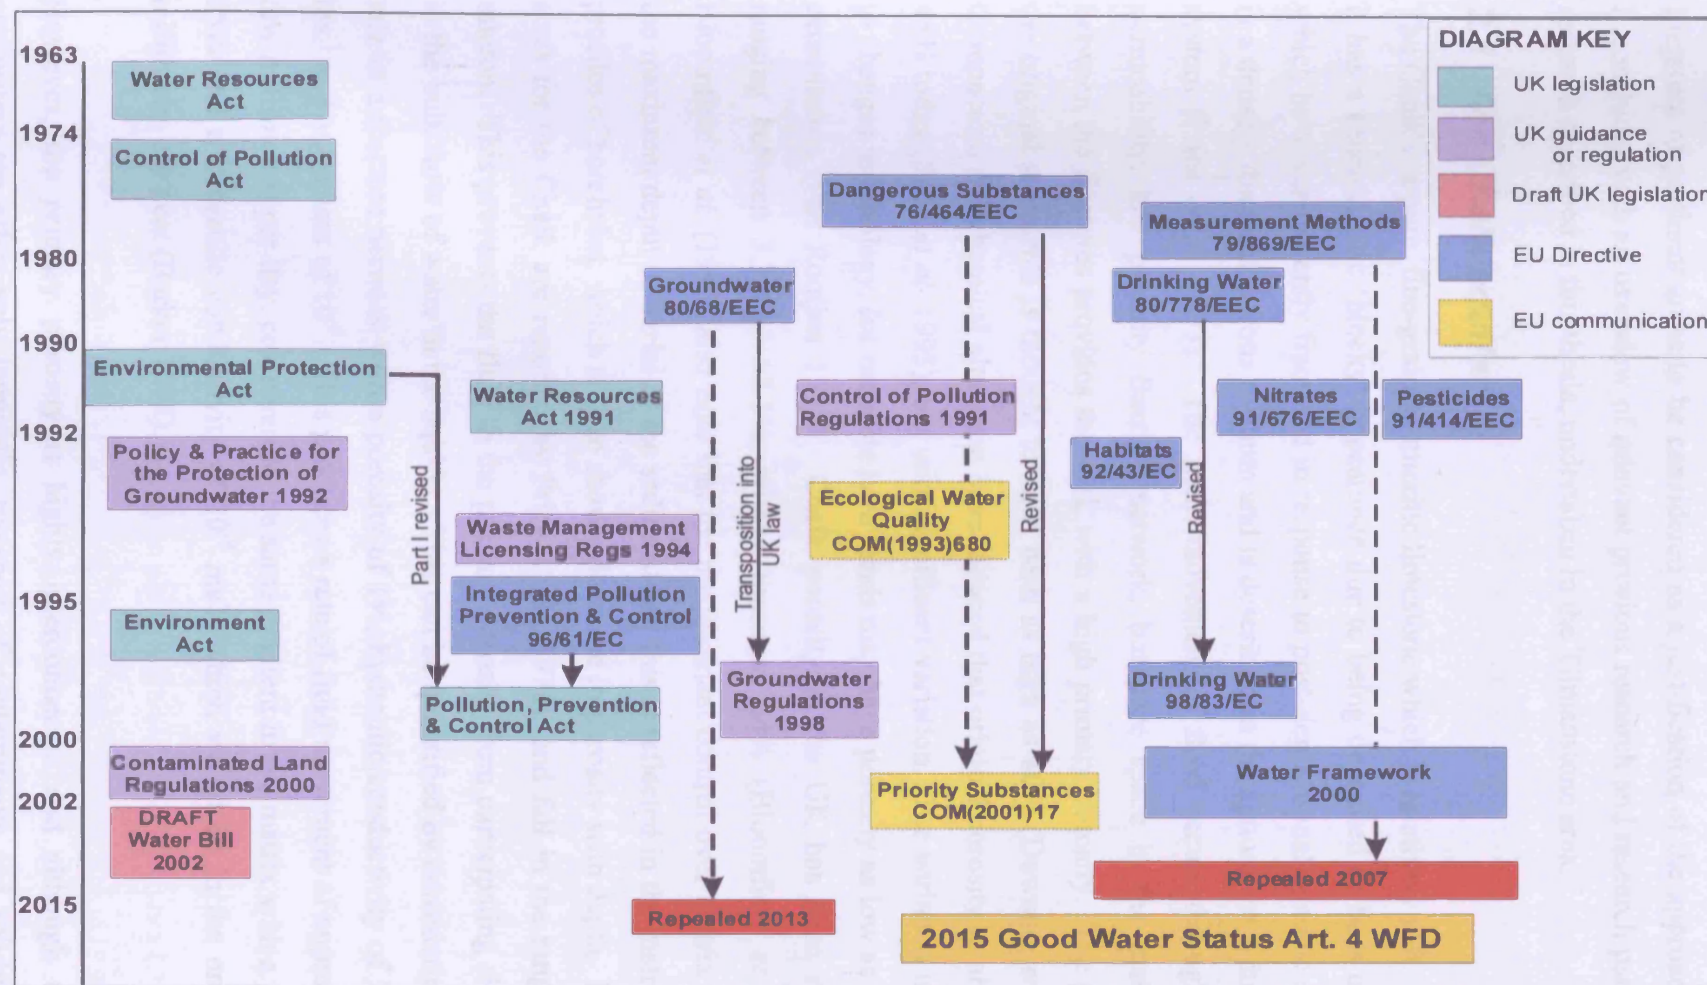 1963
Water Resources
Act
1974
Control of Pollution
Act
Dangerous Substances
76/464/EEC
Measurement Methods
79/869/EEC
1980
Groundwater
80/68/EEC
Drinking Water
80/778/EEC
1990
Environmental Protection
Act
Water Resources
Act 1991
Control of Pollution
Regulations 1991
Nitrates
91/676/EEC
Pesticides
91/414/EEC
1992
Policy & Practice for
the Protection of
Groundwater 1992
Habitats
92/43/EC
Part I revised
Transposition into
UK law
Revised
Revised
Ecological Water
Quality
COM(1993)680
Waste Management
Licensing Regs 1994
1995
Integrated Pollution
Prevention & Control
96/61/EC
Environment
Act
Pollution, Prevention
& Control Act
Groundwater
Regulations
1998
Drinking Water
98/83/EC
2000
Contaminated Land
Regulations 2000
Water Framework
2000
2002
Priority Substances
COM(2001)17
DRAFT
Water Bill
2002
Repealed 2007
2015
Repealed 2013
2015 Good Water Status Art. 4 WFD
DIAGRAM KEY
UK legislation
UK guidance
or regulation
Draft UK legislation
EU Directive
EU communication